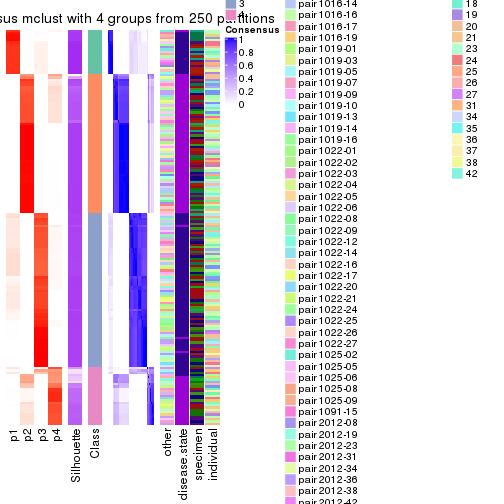 sus mclust with 4 groups from 250 partitions
3
4
Consensus
1
0.8
0.6
0.4
0.2
0
p1
p2
p3
p4
Silhouette
Class
other
disease.state
specimen
individual
pair1016-14
pair1016-16
pair1016-17
pair1016-19
pair1019-01
pair1019-03
pair1019-05
pair1019-07
pair1019-09
pair1019-10
pair1019-13
pair1019-14
pair1019-16
pair1022-01
pair1022-02
pair1022-03
pair1022-04
pair1022-05
pair1022-06
pair1022-08
pair1022-09
pair1022-12
pair1022-14
pair1022-16
pair1022-17
pair1022-20
pair1022-21
pair1022-24
pair1022-25
pair1022-26
pair1022-27
pair1025-02
pair1025-05
pair1025-06
pair1025-08
pair1025-09
pair1091-15
pair2012-08
pair2012-19
pair2012-23
pair2012-31
pair2012-34
pair2012-36
pair2012-38
pair2012-42
18
19
20
21
23
24
25
26
27
31
34
35
36
37
38
42